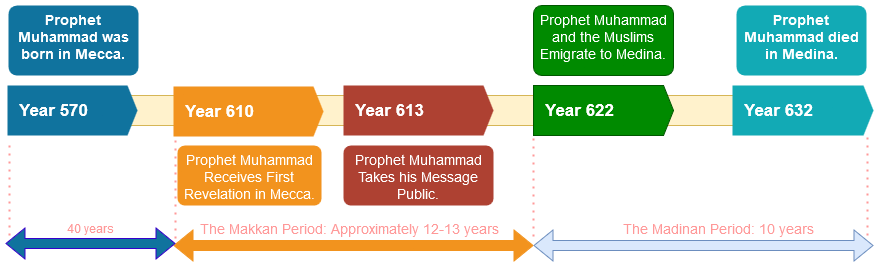 Prophet
Muhammad was
born in Mecca.
Prophet Muhammad
and the Muslims
Emigrate to Medina.
Prophet
Muhammad died
in Medina.
Year 570
Year 610
Year 613
Year 622
Year 632
Prophet Muhammad
Receives First
Revelation in Mecca.
Prophet Muhammad
Takes his Message
Public.
40 years
The Makkan Period: Approximately 12-13 years
The Madinan Period: 10 years